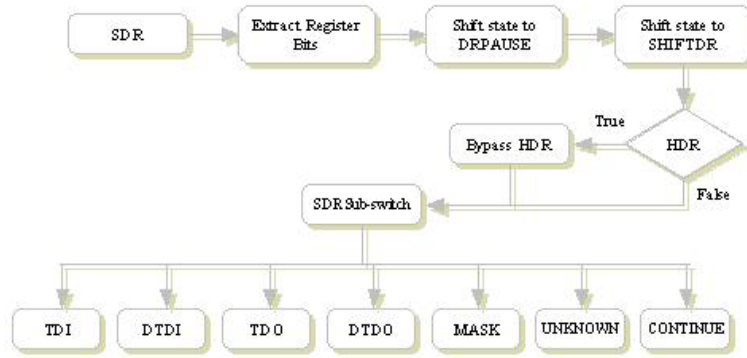 SDR
Extract Register
Bits
Shift state to
DRPAUSE
Shift state to
SHIFTDR
True
Bypass HDR
HDR
False
SDR Sub-switch
TDI
DTDI
TDO
DTDO
MASK
UNKNOWN
CONTINUE